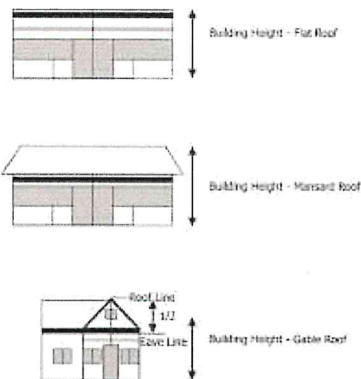 Building Height - Flat Roof
Building Height - Mansard Roof
Roof Line
1/2
Eave Line
Building Height - Gable Roof